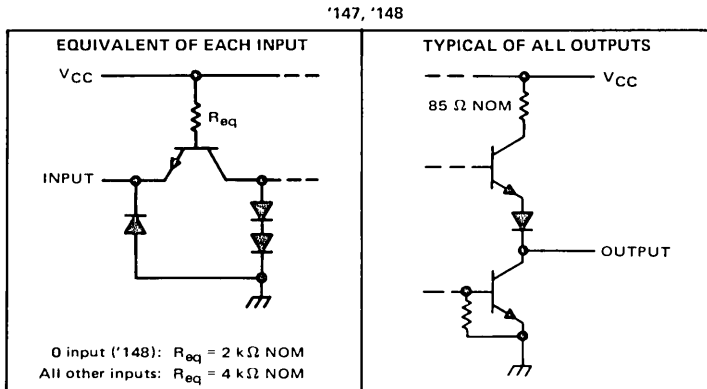 '147, '148
EQUIVALENT OF EACH INPUT
VCC
Req
INPUT
0 input ('148): Req = 2 kΩ NOM
All other inputs: Req = 4 kΩ NOM
TYPICAL OF ALL OUTPUTS
VCC
85 Ω NOM
OUTPUT